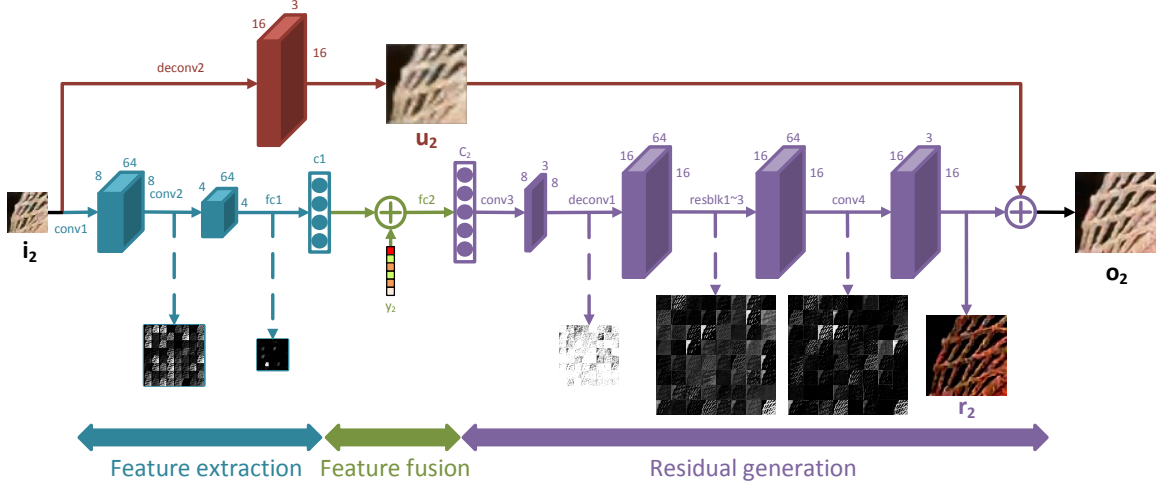 3
16
16
deconv2
u₂
i₂
conv1
8
64
8
conv2
4
64
4
fc1
c1
y₂
fc2
C₂
conv3
8
3
8
deconv1
16
64
16
resblk1~3
16
64
16
conv4
16
3
16
r₂
o₂
Feature extraction
Feature fusion
Residual generation